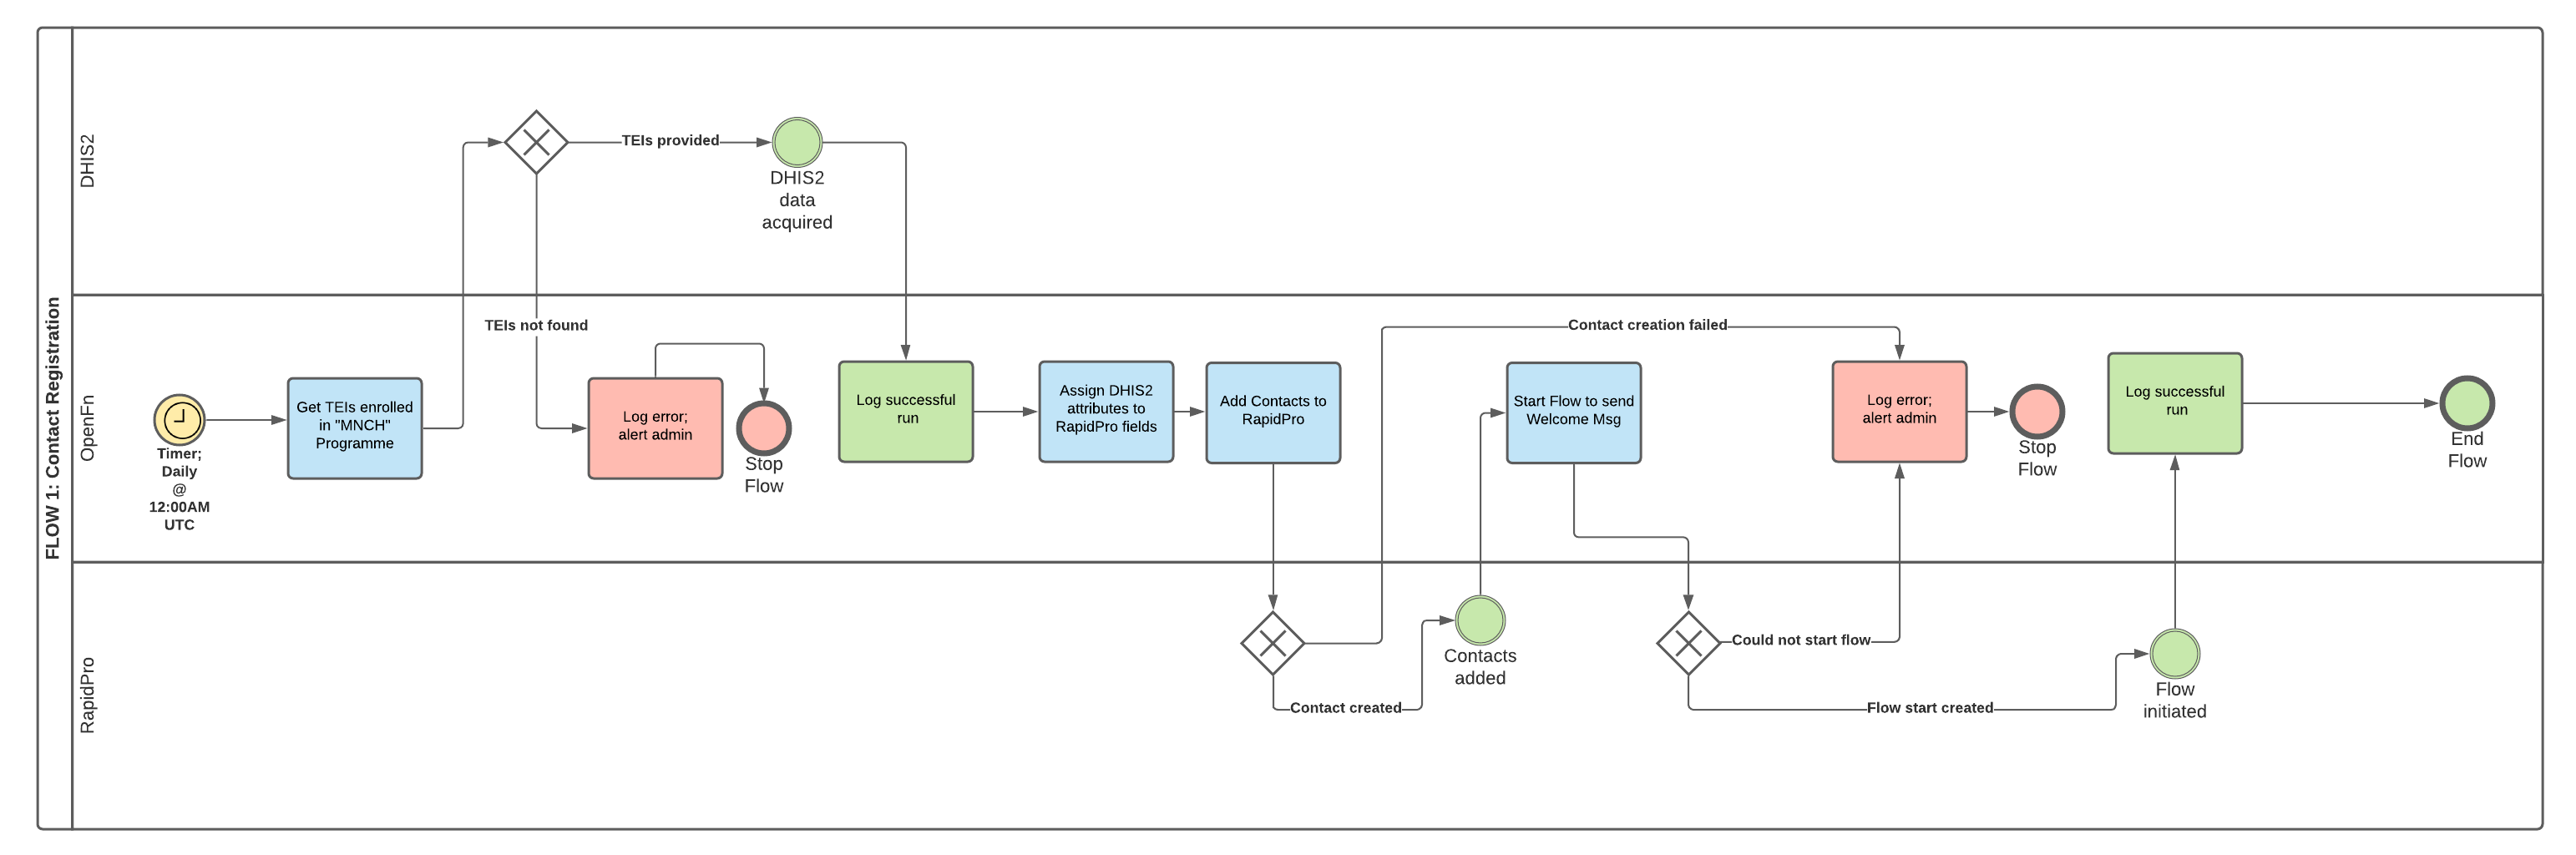 FLOW 1: Contact Registration
DHIS2
TEIs provided
DHIS2
data
acquired
OpenFn
Timer;
Daily
@
12:00AM
UTC
Get TEIs enrolled
in "MNCH"
Programme
TEIs not found
Log error;
alert admin
Stop
Flow
Log successful
run
Assign DHIS2
attributes to
RapidPro fields
Add Contacts to
RapidPro
Contact creation failed
Start Flow to send
Welcome Msg
Log error;
alert admin
Stop
Flow
Log successful
run
End
Flow
RapidPro
Contact created
Contacts
added
Could not start flow
Flow start created
Flow
initiated